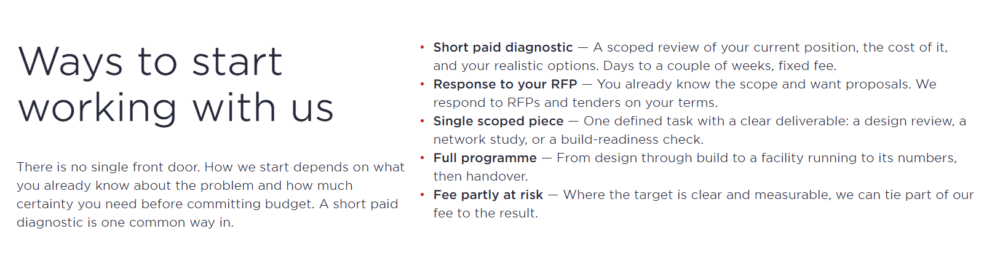 Ways to start
working with us
There is no single front door. How we start depends on what
you already know about the problem and how much
certainty you need before committing budget. A short paid
diagnostic is one common way in.
• Short paid diagnostic — A scoped review of your current position, the cost of it,
and your realistic options. Days to a couple of weeks, fixed fee.
• Response to your RFP — You already know the scope and want proposals. We
respond to RFPs and tenders on your terms.
• Single scoped piece — One defined task with a clear deliverable: a design review, a
network study, or a build-readiness check.
• Full programme — From design through build to a facility running to its numbers,
then handover.
• Fee partly at risk — Where the target is clear and measurable, we can tie part of our
fee to the result.